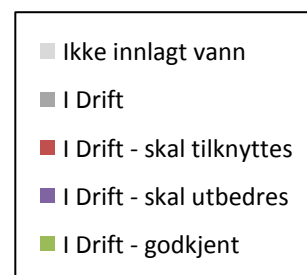 Ikke innlagt vann
I Drift
I Drift - skal tilknyttes
I Drift - skal utbedres
I Drift - godkjent